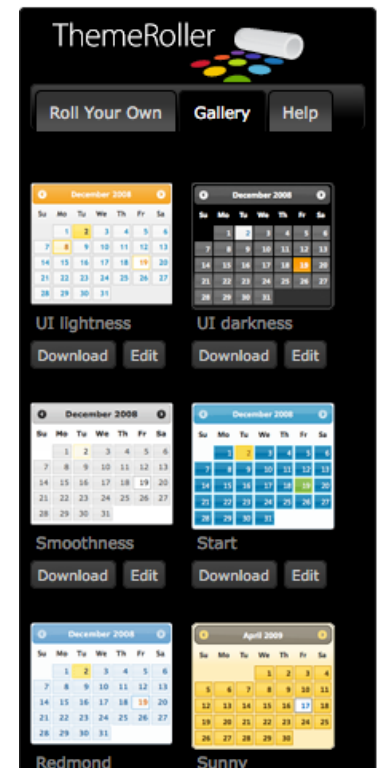 ThemeRoller
Roll Your Own Gallery Help
December 2008
Su Mo Tu We Th Fr Sa
1 2 3 4 5 6
7 8 9 10 11 12 13
14 15 16 17 18 19 20
21 22 23 24 25 26 27
28 29 30 31
UI lightness
Download Edit
December 2008
Su Mo Tu We Th Fr Sa
1 2 3 4 5 6
7 8 9 10 11 12 13
14 15 16 17 18 19 20
21 22 23 24 25 26 27
28 29 30 31
UI darkness
Download Edit
December 2008
Su Mo Tu We Th Fr Sa
1 2 3 4 5 6
7 8 9 10 11 12 13
14 15 16 17 18 19 20
21 22 23 24 25 26 27
28 29 30 31
Smoothness
Download Edit
December 2008
Su Mo Tu We Th Fr Sa
1 2 3 4 5 6
7 8 9 10 11 12 13
14 15 16 17 18 19 20
21 22 23 24 25 26 27
28 29 30 31
Start
Download Edit
December 2008
Su Mo Tu We Th Fr Sa
1 2 3 4 5 6
7 8 9 10 11 12 13
14 15 16 17 18 19 20
21 22 23 24 25 26 27
28 29 30 31
Redmond
April 2009
Su Mo Tu We Th Fr Sa
1 2 3 4
5 6 7 8 9 10 11
12 13 14 15 16 17 18
19 20 21 22 23 24 25
26 27 28 29 30
Sunny